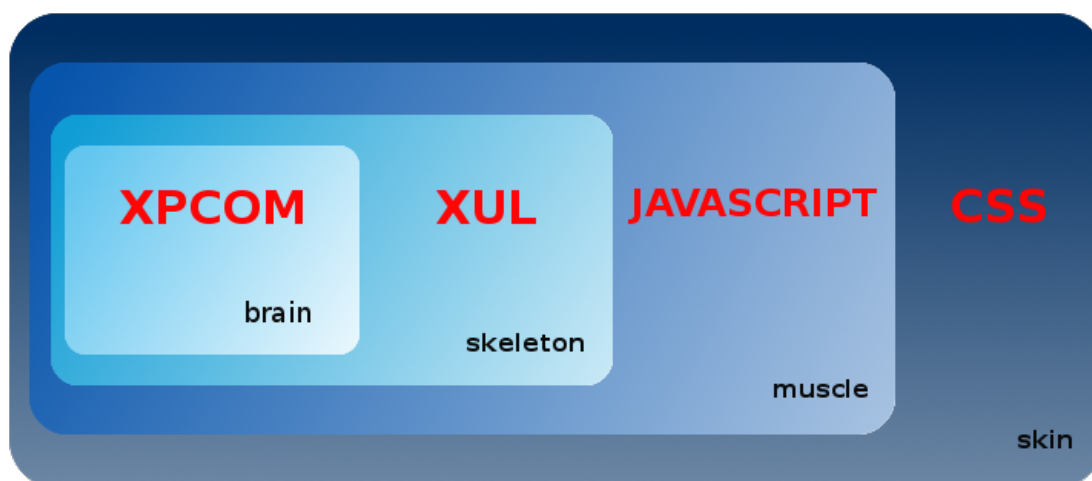 XPCOM
brain
XUL
skeleton
JAVASCRIPT
muscle
CSS
skin